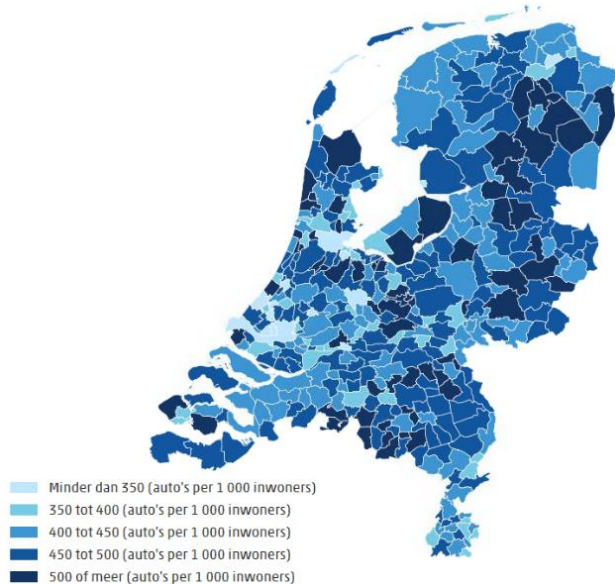 Minder dan 350 (auto's per 1 000 inwoners)
350 tot 400 (auto's per 1 000 inwoners)
400 tot 450 (auto's per 1 000 inwoners)
450 tot 500 (auto's per 1 000 inwoners)
500 of meer (auto's per 1 000 inwoners)